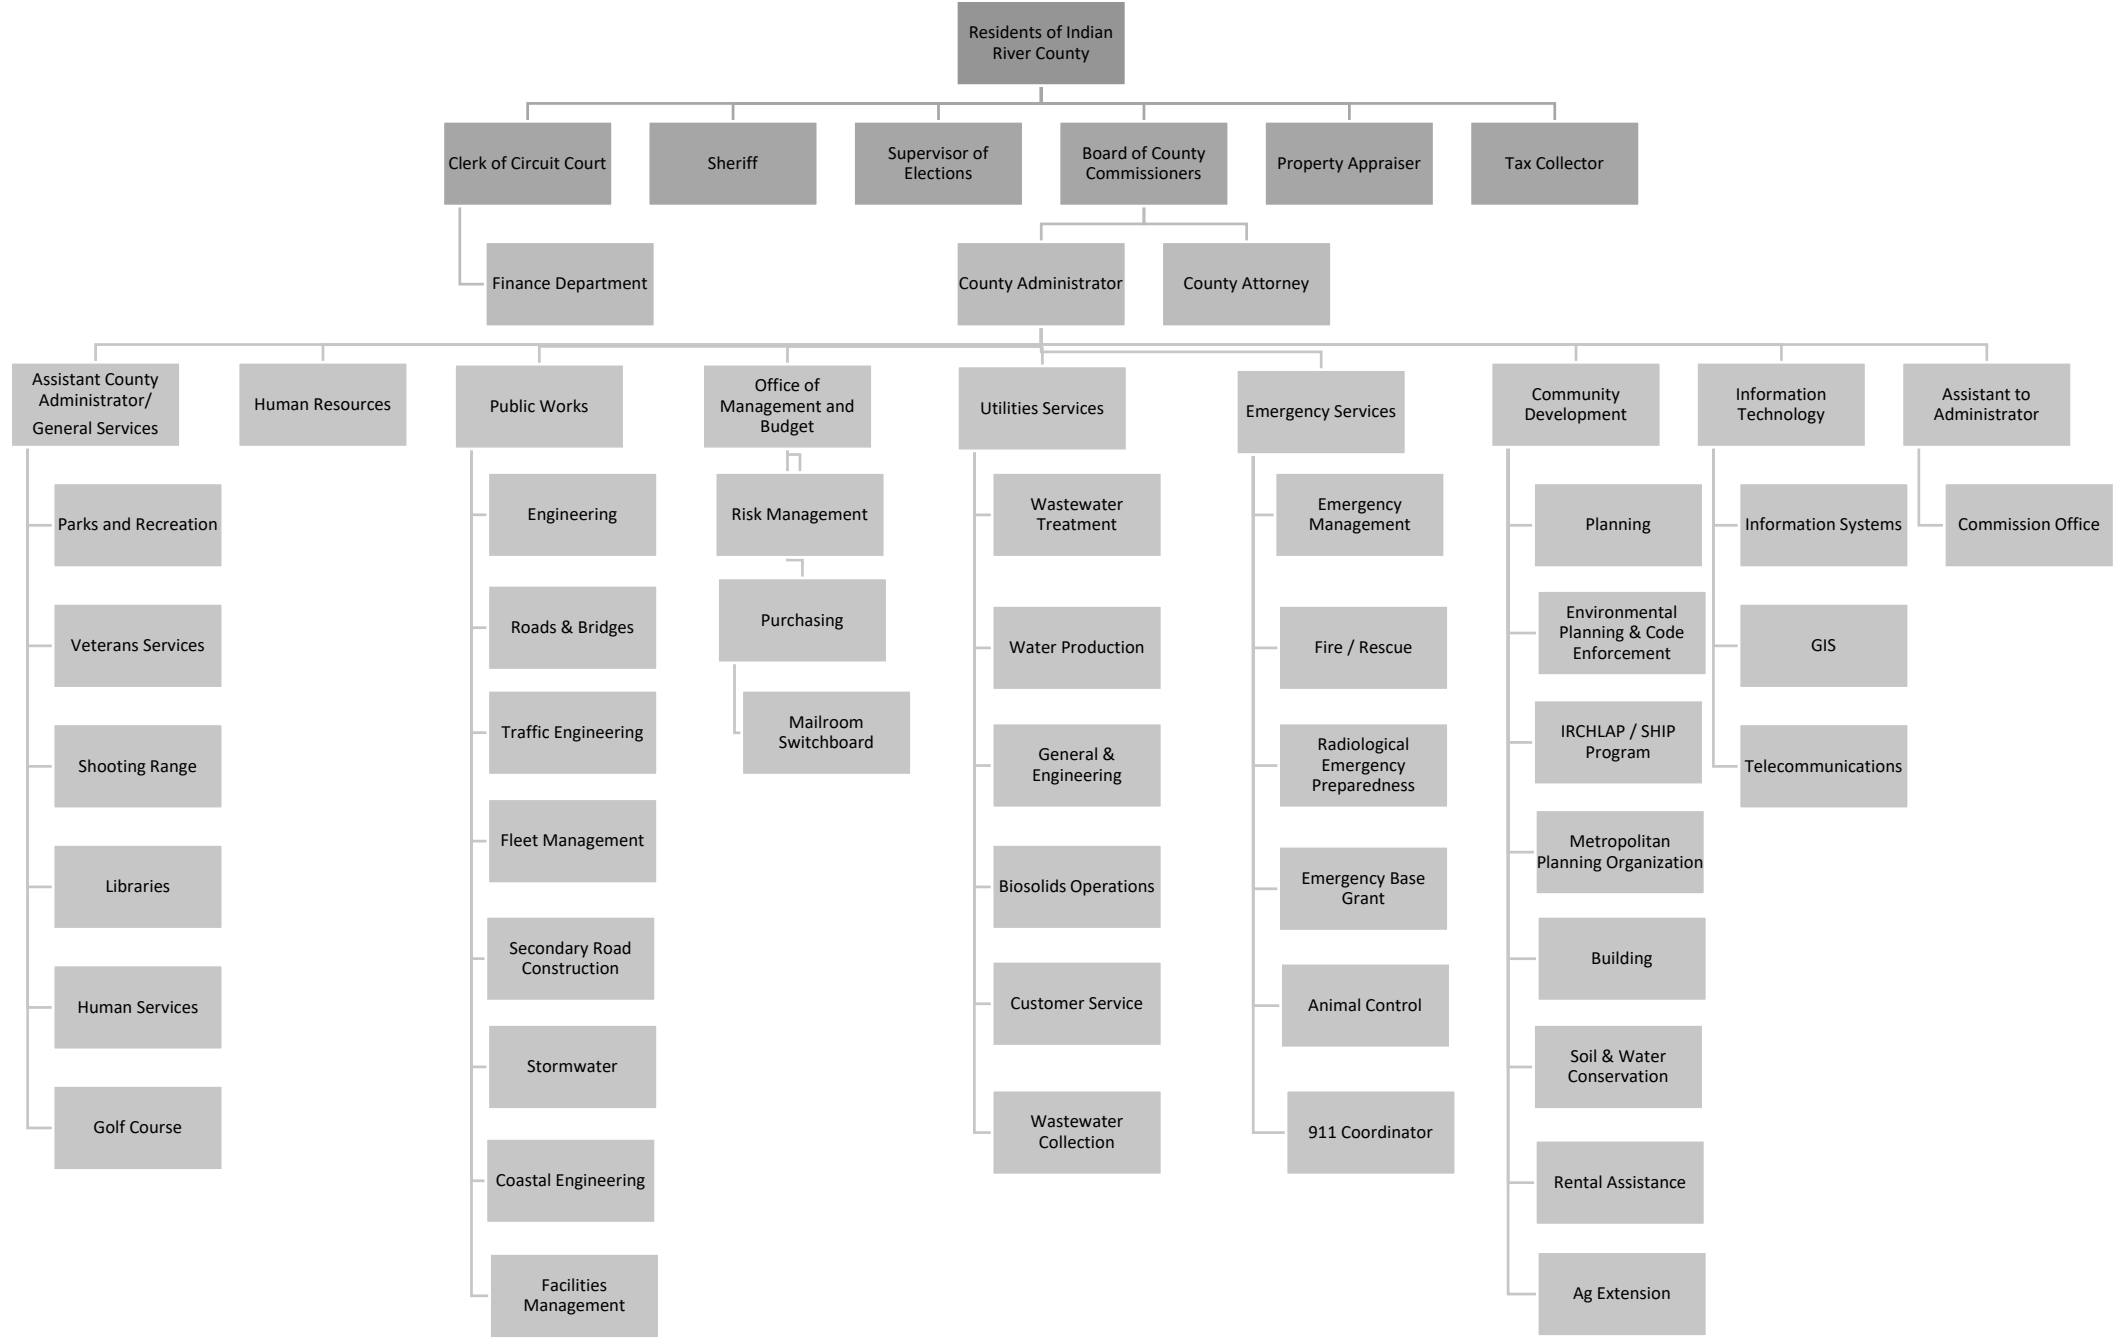 Residents of Indian
River County
Clerk of Circuit Court
Sheriff
Supervisor of
Elections
Board of County
Commissioners
Property Appraiser
Tax Collector
Finance Department
County Administrator
County Attorney
Assistant County
Administrator/
General Services
Human Resources
Public Works
Office of
Management and
Budget
Utilities Services
Emergency Services
Community
Development
Information
Technology
Assistant to
Administrator
Parks and Recreation
Veterans Services
Shooting Range
Libraries
Human Services
Golf Course
Engineering
Roads & Bridges
Traffic Engineering
Fleet Management
Secondary Road
Construction
Stormwater
Coastal Engineering
Facilities
Management
Risk Management
Purchasing
Mailroom
Switchboard
Wastewater
Treatment
Water Production
General &
Engineering
Biosolids Operations
Customer Service
Wastewater
Collection
Emergency
Management
Fire / Rescue
Radiological
Emergency
Preparedness
Emergency Base
Grant
Animal Control
911 Coordinator
Planning
Environmental
Planning & Code
Enforcement
IRCHLAP / SHIP
Program
Metropolitan
Planning Organization
Building
Soil & Water
Conservation
Rental Assistance
Ag Extension
Information Systems
GIS
Telecommunications
Commission Office